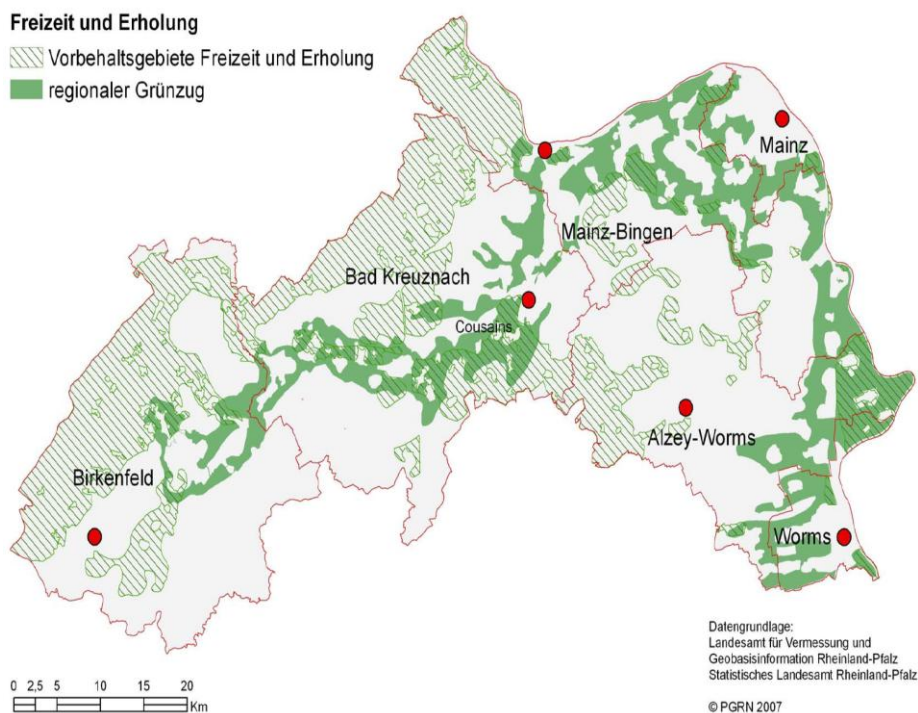 Freizeit und Erholung
Vorbehaltsgebiete Freizeit und Erholung
regionaler Grünzug
Mainz
Mainz-Bingen
Bad Kreuznach
Cousains
Alzey-Worms
Birkenfeld
Worms
Datengrundlage:
Landesamt für Vermessung und
Geobasisinformation Rheinland-Pfalz
Statistisches Landesamt Rheinland-Pfalz
© PGRN 2007
0 2,5 5 10 15 20
Km